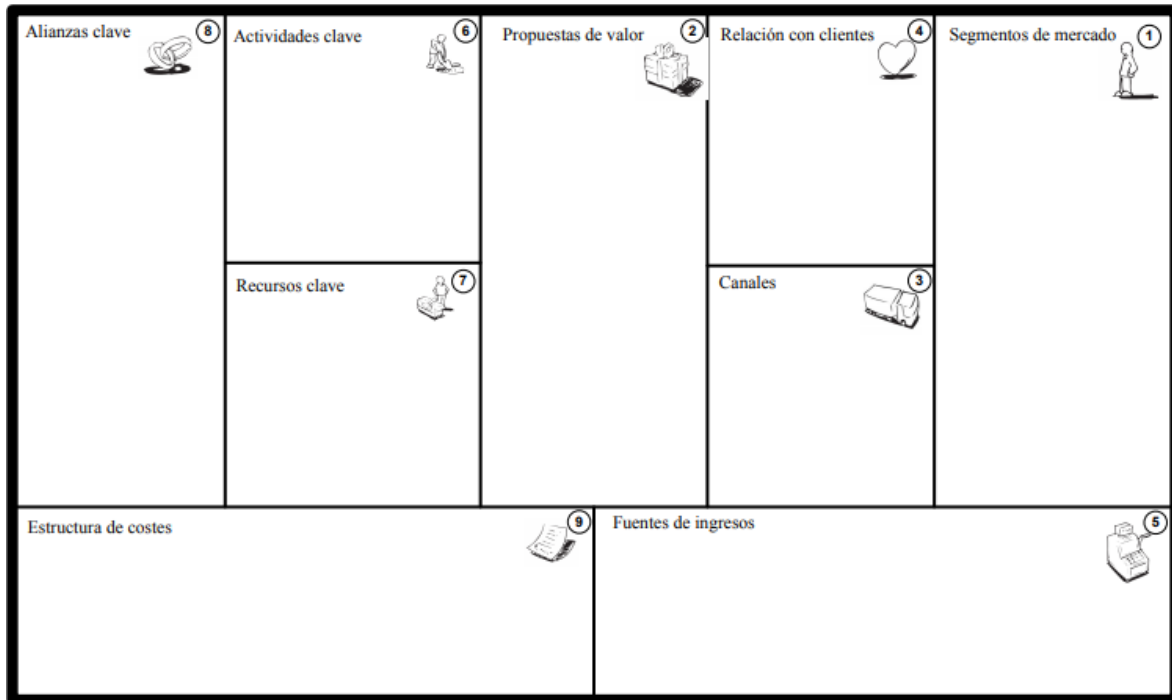 Alianzas clave
8
Actividades clave
6
Propuestas de valor
2
Relación con clientes
4
Segmentos de mercado
1
Recursos clave
7
Canales
3
Estructura de costes
9
Fuentes de ingresos
5